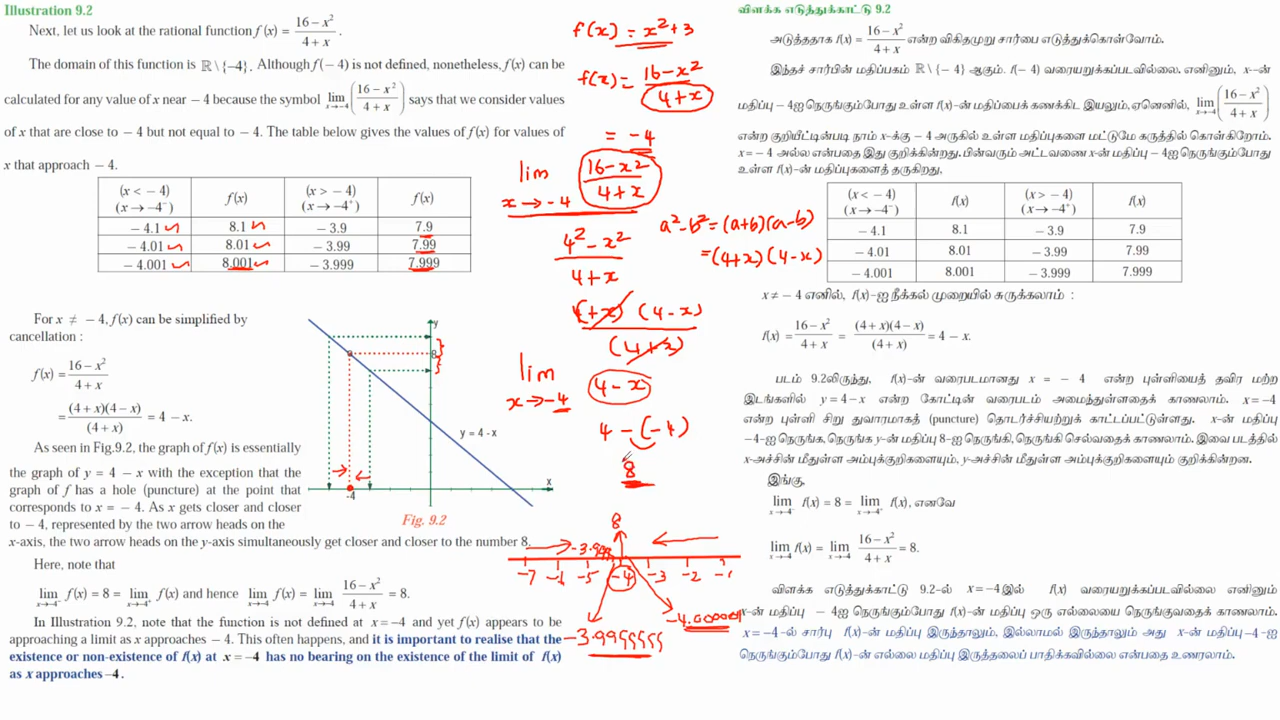 Illustration 9.2
Next, let us look at the rational function f (x) = 16 – x² / 4 + x .
The domain of this function is ℝ \ {–4}. Although f(– 4) is not defined, nonetheless, f(x) can be
calculated for any value of x near – 4 because the symbol lim x→–4 (16 – x² / 4 + x) says that we consider values
of x that are close to – 4 but not equal to – 4. The table below gives the values of f(x) for values of
x that approach – 4.
(x < – 4) (x → – 4⁻) f(x) (x > – 4) (x → – 4⁺) f(x)
– 4.1 8.1 – 3.9 7.9
– 4.01 8.01 – 3.99 7.99
– 4.001 8.001 – 3.999 7.999
For x ≠ – 4, f(x) can be simplified by
cancellation :
f(x) = 16 – x² / 4 + x
= (4 + x)(4 – x) / (4 + x) = 4 – x.
As seen in Fig.9.2, the graph of f(x) is essentially
the graph of y = 4 – x with the exception that the
graph of f has a hole (puncture) at the point that
corresponds to x = – 4. As x gets closer and closer
to – 4, represented by the two arrow heads on the
x-axis, the two arrow heads on the y-axis simultaneously get closer and closer to the number 8.
y
8
y = 4 - x
x
-4
Fig. 9.2
Here, note that
lim x→–4⁻ f(x) = 8 = lim x→–4⁺ f(x) and hence lim x→–4 f(x) = lim x→–4 16 – x² / 4 + x = 8.
In Illustration 9.2, note that the function is not defined at x = –4 and yet f(x) appears to be
approaching a limit as x approaches – 4. This often happens, and it is important to realise that the
existence or non-existence of f(x) at x = –4 has no bearing on the existence of the limit of f(x)
as x approaches –4 .
f(x) = x² + 3
f(x) = 16 – x² / 4 + x
= –4
lim x→–4 16 – x² / 4 + x
a² – b² = (a+b)(a–b)
4² – x² / 4 + x
= (4+x)(4–x)
(4+x) (4–x) / (4+x)
lim x→–4 4 – x
4 – (–4)
8
8
–3.999
–7 –6 –5 –4 –3 –2 –1
–4.000001
–3.9999999
விளக்க எடுத்துக்காட்டு 9.2
அடுத்ததாக f(x) = 16 – x² / 4 + x என்ற விகிதமுறு சார்பை எடுத்துக்கொள்வோம்.
இந்தச் சார்பின் மதிப்பகம் ℝ \ {– 4} ஆகும். f(– 4) வரையறுக்கப்படவில்லை. எனினும், x–ன்
மதிப்பு – 4ஐ நெருங்கும்போது உள்ள f(x)-ன் மதிப்பைக் கணக்கிட இயலும், ஏனெனில், lim x→–4 (16 – x² / 4 + x)
என்ற குறியீட்டின்படி நாம் x-க்கு – 4 அருகில் உள்ள மதிப்புகளை மட்டுமே கருத்தில் கொள்கிறோம்.
x = – 4 அல்ல என்பதை இது குறிக்கின்றது. பின்வரும் அட்டவணை x-ன் மதிப்பு – 4ஐ நெருங்கும்போது
உள்ள f(x)-ன் மதிப்புகளைத் தருகிறது,
(x < – 4) (x → – 4⁻) f(x) (x > – 4) (x → – 4⁺) f(x)
– 4.1 8.1 – 3.9 7.9
– 4.01 8.01 – 3.99 7.99
– 4.001 8.001 – 3.999 7.999
x ≠ – 4 எனில், f(x)-ஐ நீக்கல் முறையில் சுருக்கலாம் :
f(x) = 16 – x² / 4 + x = (4 + x)(4 – x) / (4 + x) = 4 – x.
படம் 9.2லிருந்து, f(x)-ன் வரைபடமானது x = – 4 என்ற புள்ளியைத் தவிர மற்ற
இடங்களில் y = 4 – x என்ற கோட்டின் வரைபடம் அமைந்துள்ளதைக் காணலாம். x = –4
என்ற புள்ளி சிறு துவாரமாகத் (puncture) தொடர்ச்சியற்றுக் காட்டப்பட்டுள்ளது. x-ன் மதிப்பு
–4-ஐ நெருங்க, நெருங்க y-ன் மதிப்பு 8-ஐ நெருங்கி, நெருங்கி செல்வதைக் காணலாம். இவை படத்தில்
x-அச்சின் மீதுள்ள அம்புக்குறிகளையும், y-அச்சின் மீதுள்ள அம்புக்குறிகளையும் குறிக்கின்றன.
இங்கு,
lim x→–4⁻ f(x) = 8 = lim x→–4⁺ f(x), எனவே
lim x→–4 f(x) = lim x→–4 16 – x² / 4 + x = 8.
விளக்க எடுத்துக்காட்டு 9.2-ல் x = –4 இல் f(x) வரையறுக்கப்படவில்லை எனினும்
x-ன் மதிப்பு – 4ஐ நெருங்கும்போது f(x)-ன் மதிப்பு ஒரு எல்லையை நெருங்குவதைக் காணலாம்.
x = –4-ல் சார்பு f(x)-ன் மதிப்பு இருந்தாலும், இல்லாமல் இருந்தாலும் அது x-ன் மதிப்பு –4-ஐ
நெருங்கும்போது f(x)-ன் எல்லை மதிப்பு இருத்தலைப் பாதிக்கவில்லை என்பதை உணரலாம்.